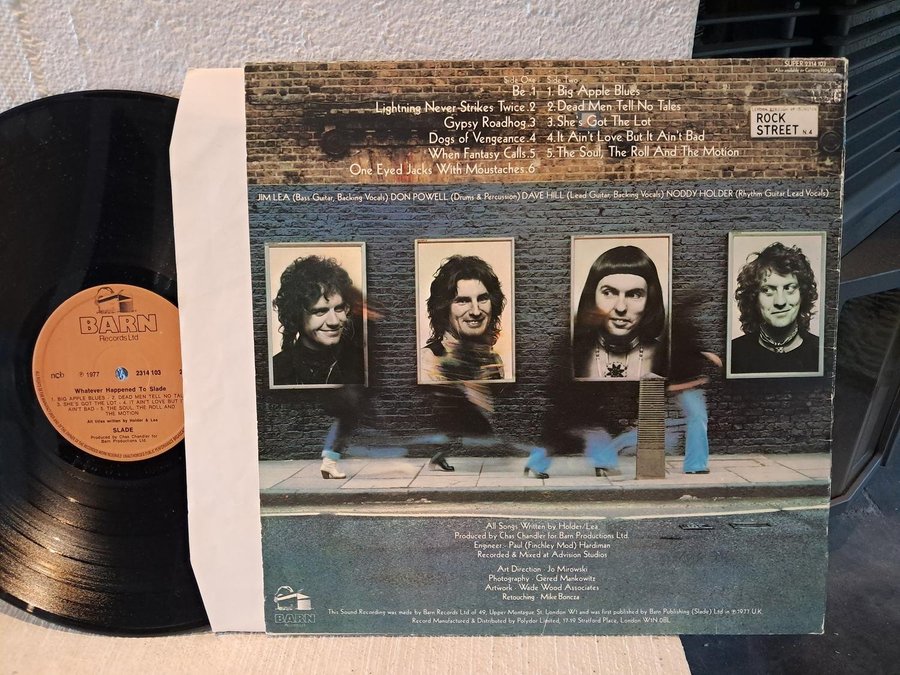 SUPER 2314 103
Side One
Be .1
Lightning Never Strikes Twice.2
Gypsy Roadhog.3
Dogs of Vengeance.4
When Fantasy Calls.5
One Eyed Jacks With Moustaches.6
Side Two
1. Big Apple Blues
2. Dead Men Tell No Tales
3. She's Got The Lot
4. It Ain't Love But It Ain't Bad
5. The Soul, The Roll And The Motion
ROCK
STREET N.4
JIM LEA (Bass Guitar, Backing Vocals) DON POWELL (Drums & Percussion) DAVE HILL (Lead Guitar, Backing Vocals) NODDY HOLDER (Rhythm Guitar, Lead Vocals)
All Songs Written by Holder/Lea
Produced by Chas Chandler for Barn Productions Ltd.
Engineer:- Paul (Finchley Mod) Hardiman
Recorded & Mixed at Advision Studios
Art Direction · Jo Mirowski
Photography · Gered Mankowitz
Artwork · Wade Wood Associates
Retouching · Mike Boncza
BARN
This Sound Recording was made by Barn Records Ltd of 49, Upper Montague St. London W1 and was first published by Barn Publishing (Slade) Ltd in ℗1977. U.K.
Record Manufactured & Distributed by Polydor Limited, 17-19 Stratford Place, London W1N 0BL.
BARN
Records Ltd
ncb ℗ 1977 2314 103 2
Whatever Happened To Slade
1. BIG APPLE BLUES - 2. DEAD MEN TELL NO TAL
3. SHE'S GOT THE LOT - 4. IT AIN'T LOVE BUT I
AIN'T BAD - 5. THE SOUL, THE ROLL AND
THE MOTION
All titles written by Holder & Lea
SLADE
Produced by Chas Chandler for
Barn Productions Ltd.